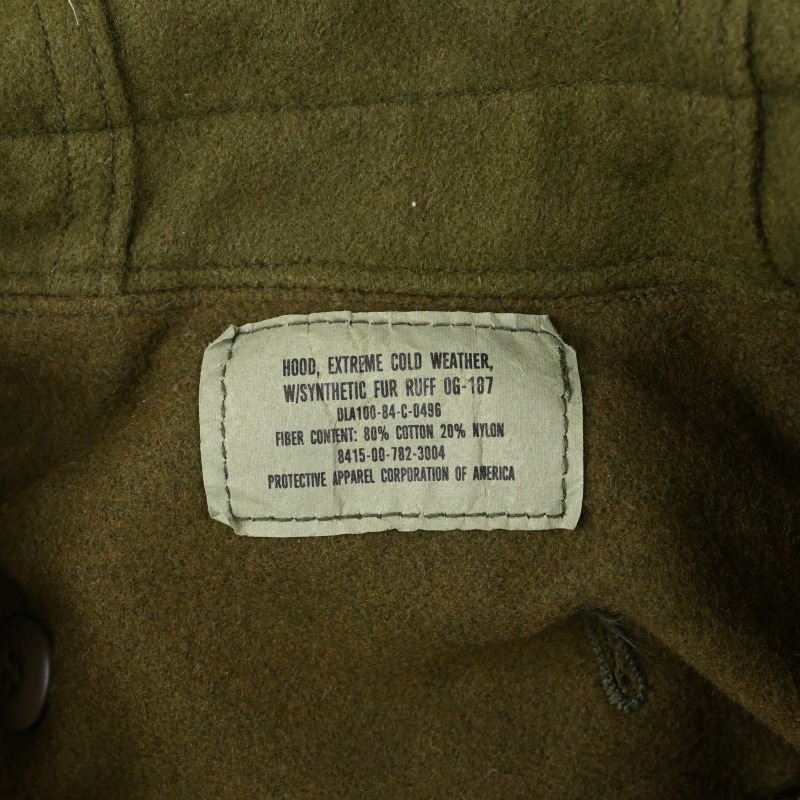 HOOD, EXTREME COLD WEATHER,
W/SYNTHETIC FUR RUFF OG-107
DLA100-84-C-0496
FIBER CONTENT: 80% COTTON 20% NYLON
8415-00-782-3004
PROTECTIVE APPAREL CORPORATION OF AMERICA